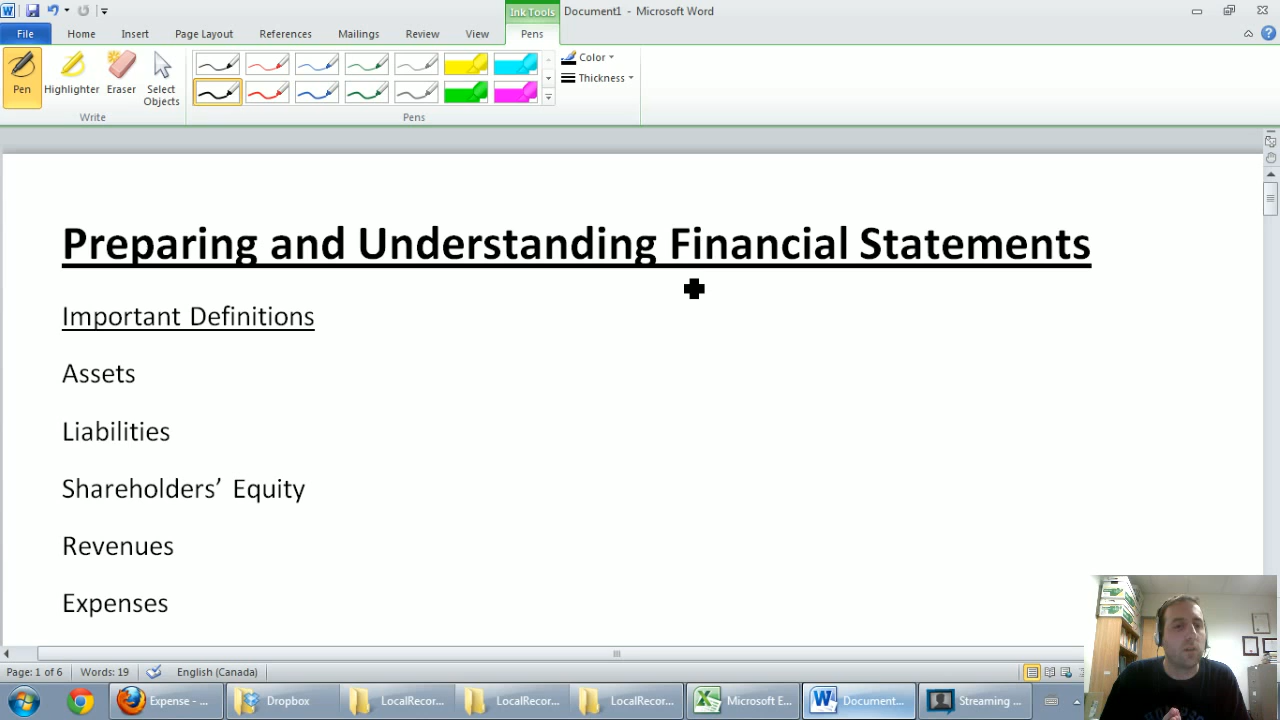 Ink Tools
Document1 - Microsoft Word
File Home Insert Page Layout References Mailings Review View Pens
Pen Highlighter Eraser Select Objects
Color
Thickness
Write Pens
Preparing and Understanding Financial Statements
Important Definitions
Assets
Liabilities
Shareholders’ Equity
Revenues
Expenses
Page: 1 of 6 Words: 19 English (Canada)
Expense - ... Dropbox LocalRecor... LocalRecor... LocalRecor... Microsoft E... Document... Streaming ...